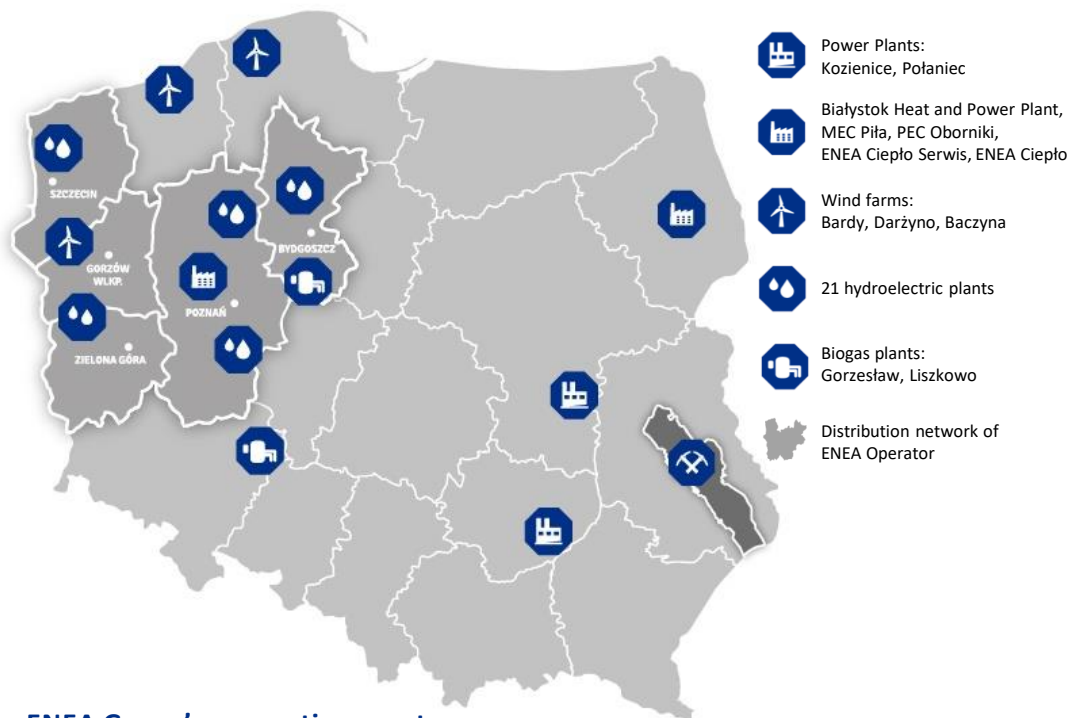 Power Plants:
Kozienice, Połaniec
Białystok Heat and Power Plant,
MEC Piła, PEC Oborniki,
ENEA Ciepło Serwis, ENEA Ciepło
Wind farms:
Bardy, Darżyno, Baczyna
21 hydroelectric plants
Biogas plants:
Gorzesław, Liszkowo
Distribution network of
ENEA Operator
SZCZECIN
BYDGOSZCZ
GORZÓW
WLKP.
POZNAŃ
ZIELONA GÓRA